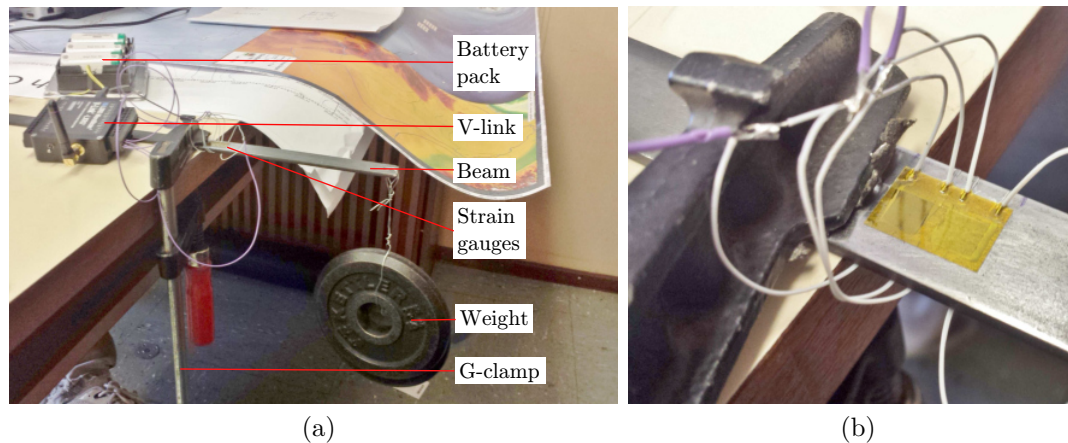 Battery
pack
V-link
Beam
Strain
gauges
Weight
G-clamp
(a)
(b)